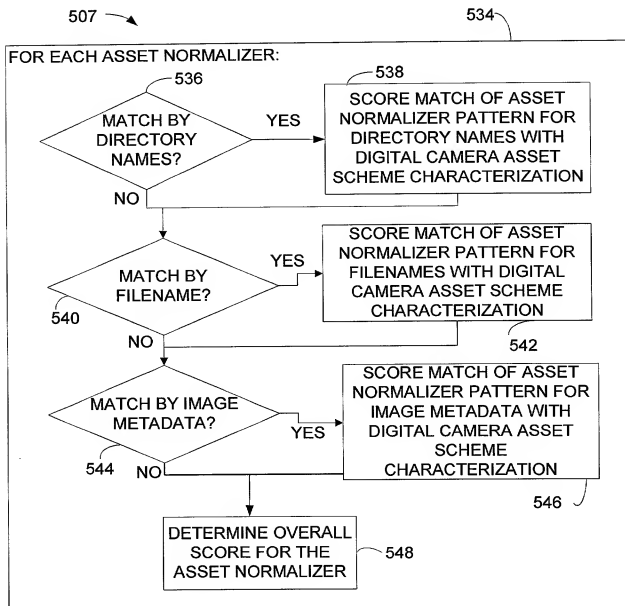 507
534
FOR EACH ASSET NORMALIZER:
536
MATCH BY
DIRECTORY
NAMES?
YES
538
SCORE MATCH OF ASSET
NORMALIZER PATTERN FOR
DIRECTORY NAMES WITH
DIGITAL CAMERA ASSET
SCHEME CHARACTERIZATION
NO
MATCH BY
FILENAME?
540
YES
SCORE MATCH OF ASSET
NORMALIZER PATTERN FOR
FILENAMES WITH DIGITAL
CAMERA ASSET SCHEME
CHARACTERIZATION
542
NO
MATCH BY IMAGE
METADATA?
544
YES
SCORE MATCH OF ASSET
NORMALIZER PATTERN FOR
IMAGE METADATA WITH
DIGITAL CAMERA ASSET
SCHEME
CHARACTERIZATION
546
NO
DETERMINE OVERALL
SCORE FOR THE
ASSET NORMALIZER
548